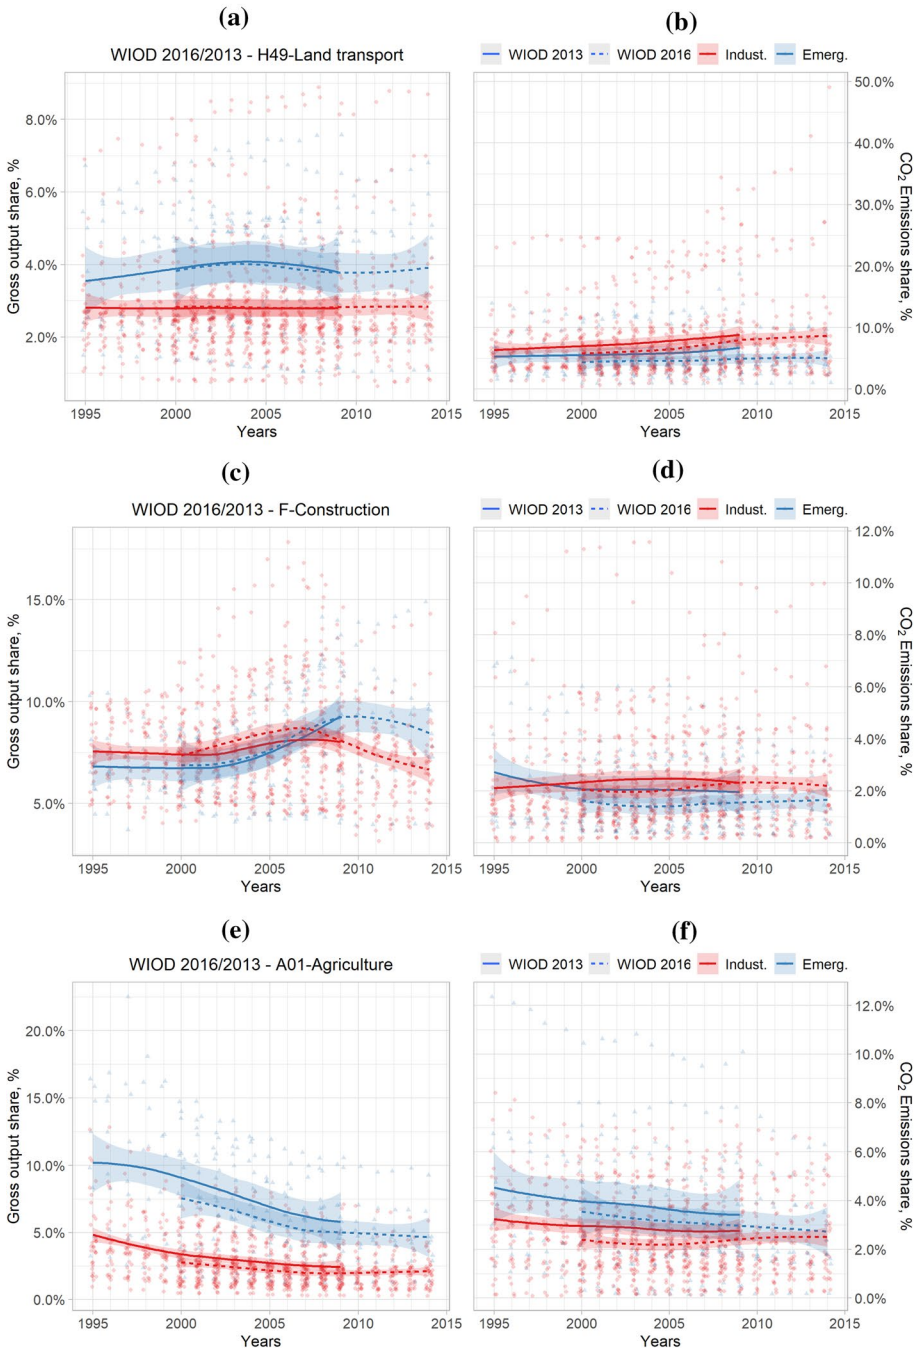 (a)
(b)
WIOD 2016/2013 - H49-Land transport
WIOD 2013 WIOD 2016 Indust. Emerg.
Gross output share, %
8.0%
6.0%
4.0%
2.0%
1995 2000 2005 2010 2015
Years
50.0%
40.0%
30.0%
20.0%
10.0%
0.0%
CO2 Emissions share, %
1995 2000 2005 2010 2015
Years
(c)
(d)
WIOD 2016/2013 - F-Construction
WIOD 2013 WIOD 2016 Indust. Emerg.
Gross output share, %
15.0%
10.0%
5.0%
1995 2000 2005 2010 2015
Years
12.0%
10.0%
8.0%
6.0%
4.0%
2.0%
0.0%
CO2 Emissions share, %
1995 2000 2005 2010 2015
Years
(e)
(f)
WIOD 2016/2013 - A01-Agriculture
WIOD 2013 WIOD 2016 Indust. Emerg.
Gross output share, %
20.0%
15.0%
10.0%
5.0%
0.0%
1995 2000 2005 2010 2015
Years
12.0%
10.0%
8.0%
6.0%
4.0%
2.0%
0.0%
CO2 Emissions share, %
1995 2000 2005 2010 2015
Years